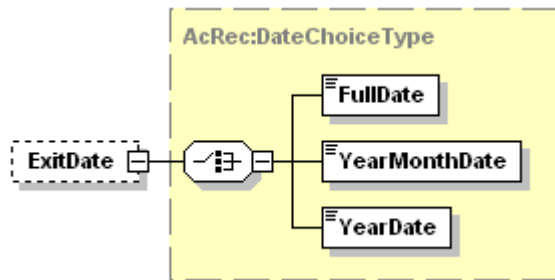 AcRec:DateChoiceType
FullDate
ExitDate
YearMonthDate
YearDate